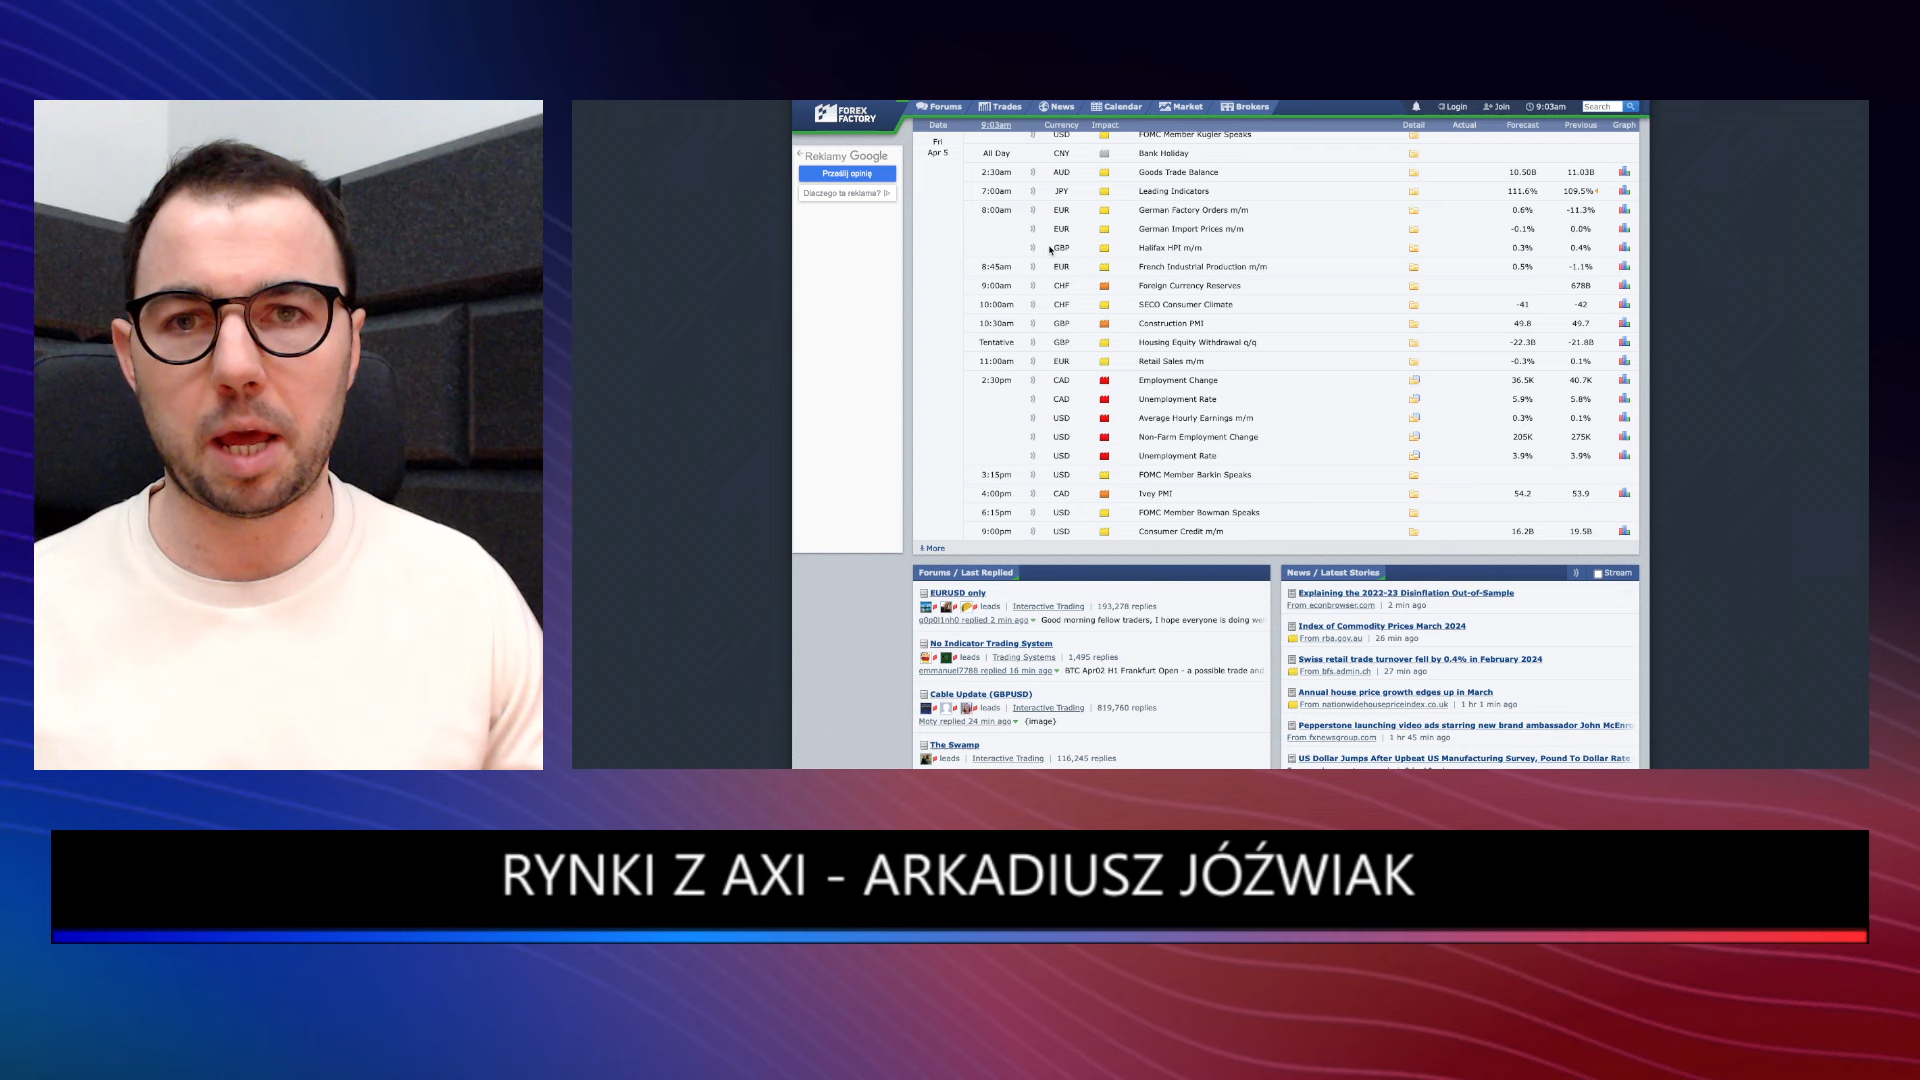 FOREX FACTORY
Forums Trades News Calendar Market Brokers Login Join 9:03am Search
Date 9:03am Currency Impact Detail Actual Forecast Previous Graph
USD FOMC Member Kugler Speaks
Fri
Apr 5
All Day CNY Bank Holiday
2:30am AUD Goods Trade Balance 10.50B 11.03B
7:00am JPY Leading Indicators 111.6% 109.5%
8:00am EUR German Factory Orders m/m 0.6% -11.3%
EUR German Import Prices m/m -0.1% 0.0%
GBP Halifax HPI m/m 0.3% 0.4%
8:45am EUR French Industrial Production m/m 0.5% -1.1%
9:00am CHF Foreign Currency Reserves 678B
10:00am CHF SECO Consumer Climate -41 -42
10:30am GBP Construction PMI 49.8 49.7
Tentative GBP Housing Equity Withdrawal q/q -22.3B -21.8B
11:00am EUR Retail Sales m/m -0.3% 0.1%
2:30pm CAD Employment Change 36.5K 40.7K
CAD Unemployment Rate 5.9% 5.8%
USD Average Hourly Earnings m/m 0.3% 0.1%
USD Non-Farm Employment Change 205K 275K
USD Unemployment Rate 3.9% 3.9%
3:15pm USD FOMC Member Barkin Speaks
4:00pm CAD Ivey PMI 54.2 53.9
6:15pm USD FOMC Member Bowman Speaks
9:00pm USD Consumer Credit m/m 16.2B 19.5B
More
Reklamy Google
Prześlij opinię
Dlaczego ta reklama?
Forums / Last Replied
EURUSD only
leads | Interactive Trading | 193,278 replies
g0p0l1nh0 replied 2 min ago Good morning fellow traders, I hope everyone is doing wel
No Indicator Trading System
leads | Trading Systems | 1,495 replies
emmanuel7788 replied 16 min ago BTC Apr02 H1 Frankfurt Open - a possible trade and
Cable Update (GBPUSD)
leads | Interactive Trading | 819,760 replies
Moty replied 24 min ago {image}
The Swamp
leads | Interactive Trading | 116,245 replies
News / Latest Stories Stream
Explaining the 2022-23 Disinflation Out-of-Sample
From econbrowser.com | 2 min ago
Index of Commodity Prices March 2024
From rba.gov.au | 26 min ago
Swiss retail trade turnover fell by 0.4% in February 2024
From bfs.admin.ch | 27 min ago
Annual house price growth edges up in March
From nationwidehousepriceindex.co.uk | 1 hr 1 min ago
Pepperstone launching video ads starring new brand ambassador John McEnro
From fxnewsgroup.com | 1 hr 45 min ago
US Dollar Jumps After Upbeat US Manufacturing Survey, Pound To Dollar Rate
RYNKI Z AXI - ARKADIUSZ JÓŹWIAK